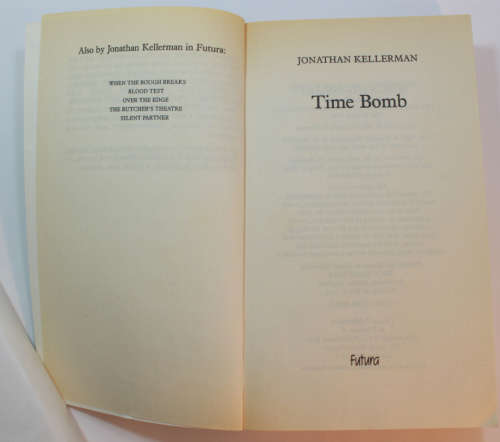 Also by Jonathan Kellerman in Futura:
WHEN THE BOUGH BREAKS
BLOOD TEST
OVER THE EDGE
THE BUTCHER'S THEATRE
SILENT PARTNER
JONATHAN KELLERMAN
Time Bomb
Futura